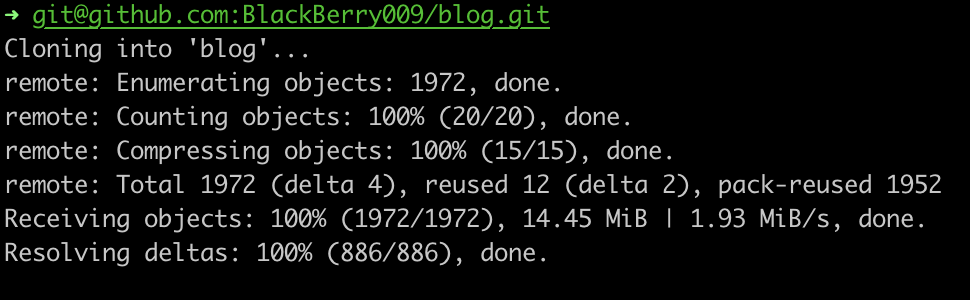 ➜ git@github.com:BlackBerry009/blog.git
Cloning into 'blog'...
remote: Enumerating objects: 1972, done.
remote: Counting objects: 100% (20/20), done.
remote: Compressing objects: 100% (15/15), done.
remote: Total 1972 (delta 4), reused 12 (delta 2), pack-reused 1952
Receiving objects: 100% (1972/1972), 14.45 MiB | 1.93 MiB/s, done.
Resolving deltas: 100% (886/886), done.